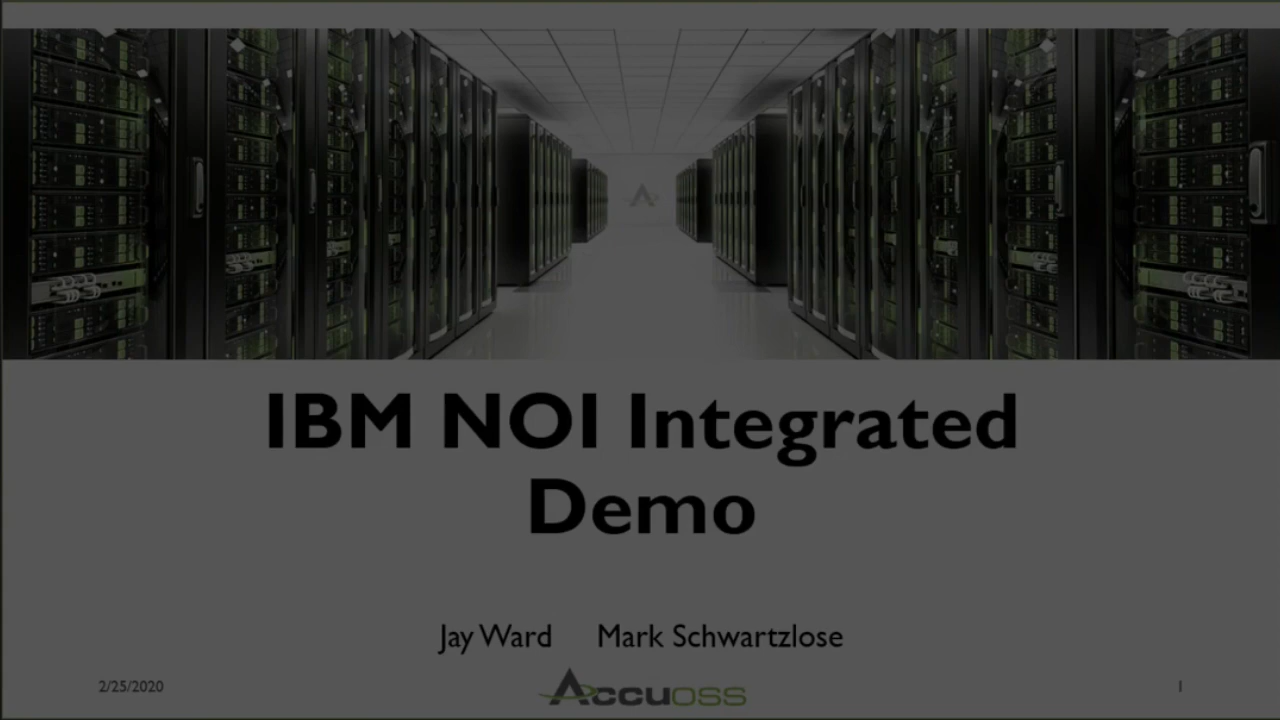 IBM NOI Integrated
Demo
Jay Ward Mark Schwartzlose
2/25/2020
Accuoss
1